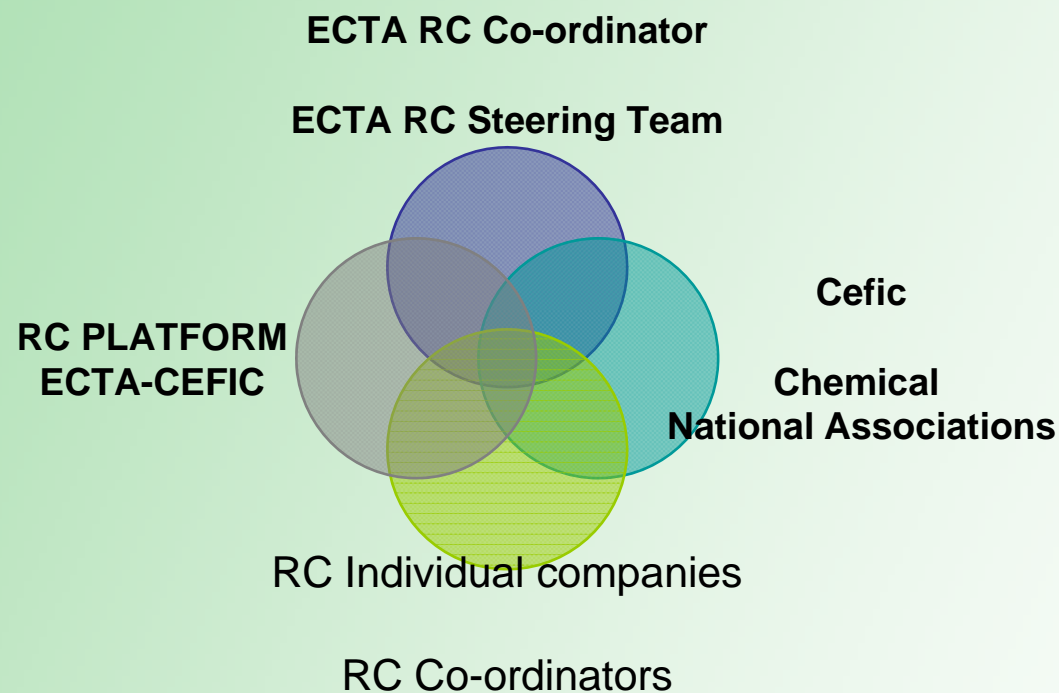 ECTA RC Co-ordinator
ECTA RC Steering Team
Cefic
RC PLATFORM
ECTA-CEFIC
Chemical
National Associations
RC Individual companies
RC Co-ordinators